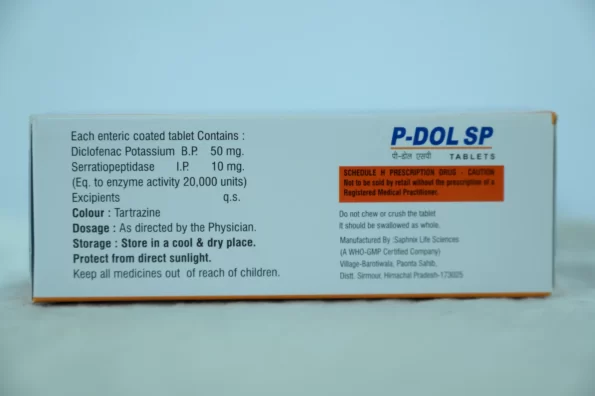 Each enteric coated tablet Contains :
Diclofenac Potassium B.P. 50 mg.
Serratiopeptidase I.P. 10 mg.
(Eq. to enzyme activity 20,000 units)
Excipients q.s.
Colour : Tartrazine
Dosage : As directed by the Physician.
Storage : Store in a cool & dry place.
Protect from direct sunlight.
Keep all medicines out of reach of children.
P-DOL SP
पी-डोल एसपी TABLETS
SCHEDULE H PRESCRIPTION DRUG - CAUTION
Not to be sold by retail without the prescription of a
Registered Medical Practitioner.
Do not chew or crush the tablet
It should be swallowed as whole.
Manufactured By :Saphnix Life Sciences
(A WHO-GMP Certified Company)
Village-Bamtiwala, Paonta Sahib,
Distt. Sirmour, Himachal Pradesh-173025